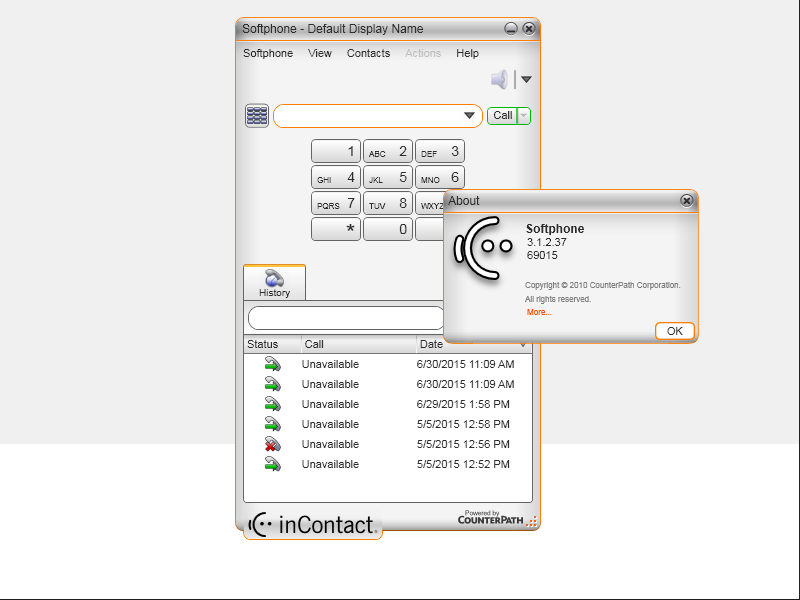 Softphone - Default Display Name
Softphone View Contacts Actions Help
Call
1 ABC 2 DEF 3
GHI 4 JKL 5 MNO 6
PQRS 7 TUV 8 WXYZ
* 0
About
Softphone
3.1.2.37
69015
Copyright © 2010 CounterPath Corporation.
All rights reserved.
More...
OK
History
Status Call Date
Unavailable 6/30/2015 11:09 AM
Unavailable 6/30/2015 11:09 AM
Unavailable 6/29/2015 1:58 PM
Unavailable 5/5/2015 12:58 PM
Unavailable 5/5/2015 12:56 PM
Unavailable 5/5/2015 12:52 PM
inContact.
Powered by
COUNTERPATH